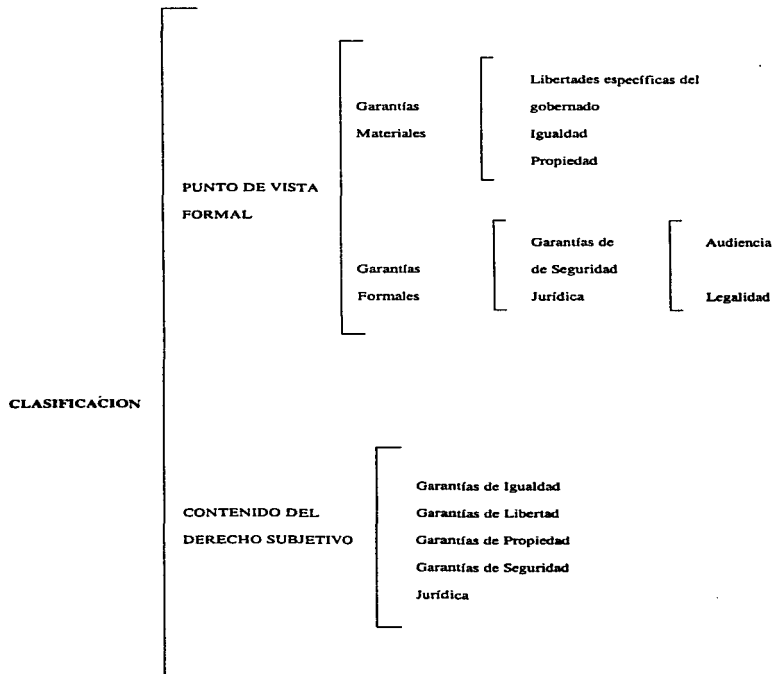 Libertades específicas del
gobernado
Garantías
Materiales
Igualdad
Propiedad
PUNTO DE VISTA
FORMAL
Garantías
Formales
Garantías de
de Seguridad
Jurídica
Audiencia
Legalidad
CLASIFICACION
CONTENIDO DEL
DERECHO SUBJETIVO
Garantías de Igualdad
Garantías de Libertad
Garantías de Propiedad
Garantías de Seguridad
Jurídica